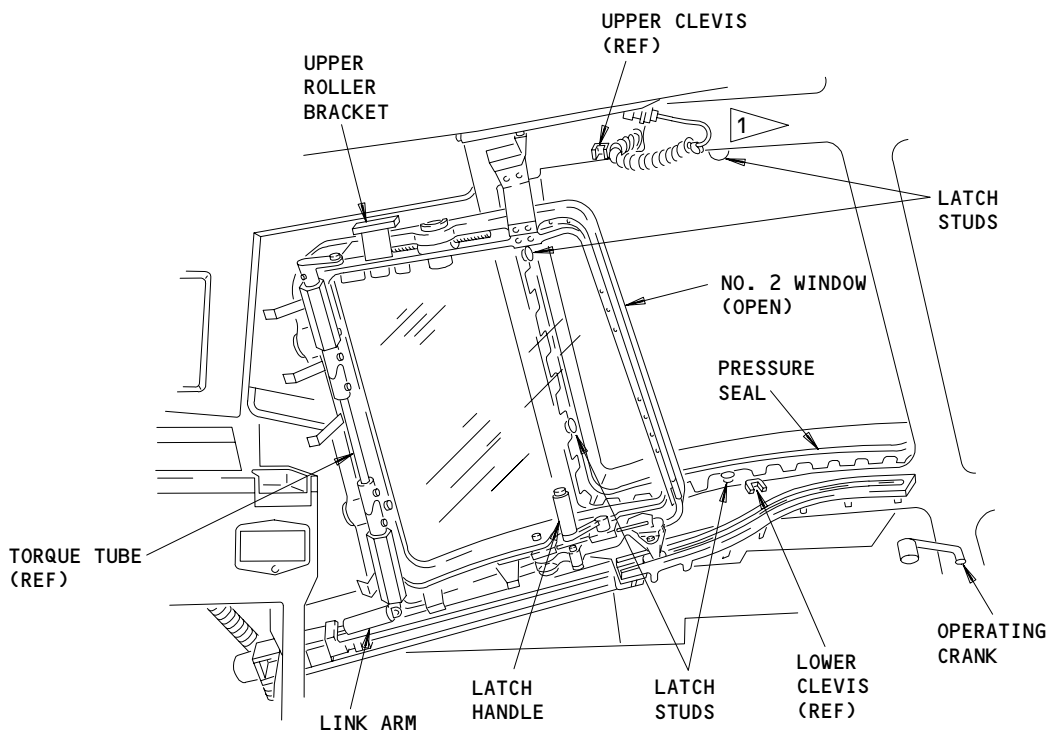 UPPER CLEVIS
(REF)
UPPER
ROLLER
BRACKET
1
LATCH
STUDS
NO. 2 WINDOW
(OPEN)
PRESSURE
SEAL
TORQUE TUBE
(REF)
OPERATING
CRANK
LOWER
CLEVIS
(REF)
LATCH
HANDLE
LATCH
STUDS
LINK ARM